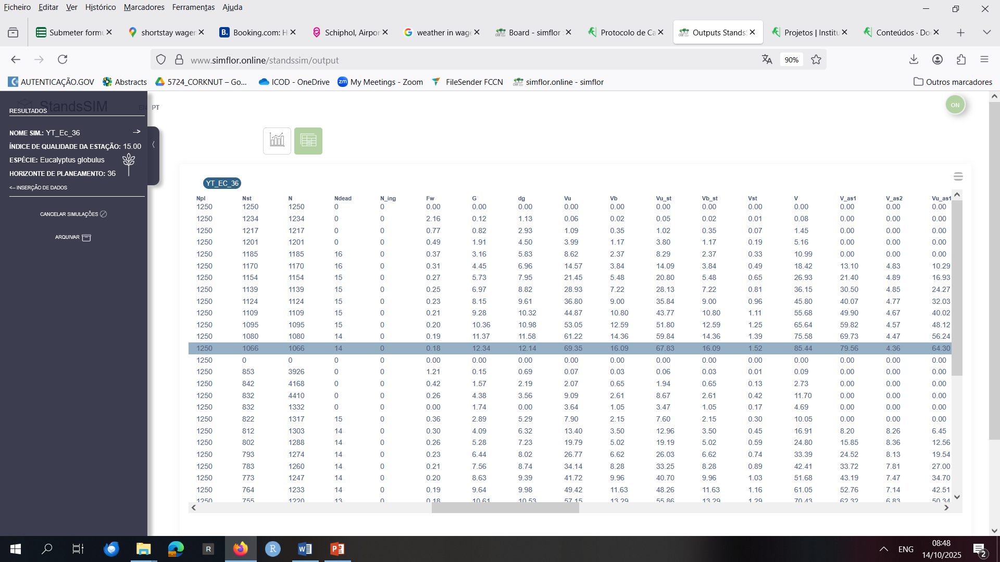 Ficheiro Editar Ver Histórico Marcadores Ferramentas Ajuda
Submeter formu shortstay wager Booking.com: H Schiphol, Airpor weather in wage Board - simflor Protocolo de Ca Outputs Stands Projetos | Institu Conteúdos · Do
www.simflor.online/standssim/output 90%
AUTENTICAÇÃO.GOV Abstracts 5724_CORKNUT – Go... ICOD - OneDrive My Meetings - Zoom FileSender FCCN simflor.online - simflor Outros marcadores
StandsSIM EN PT ON
RESULTADOS
NOME SIM.: YT_Ec_36 -->
ÍNDICE DE QUALIDADE DA ESTAÇÃO: 15.00
ESPÉCIE: Eucalyptus globulus
HORIZONTE DE PLANEAMENTO: 36
<-- INSERÇÃO DE DADOS
CANCELAR SIMULAÇÕES
ARQUIVAR
YT_EC_36
Npl Nst N Ndead N_ing Fw G dg Vu Vb Vu_st Vb_st Vst V V_as1 V_as2 Vu_as1
1250 1250 1250 0 0 0.00 0.00 0.00 0.00 0.00 0.00 0.00 0.00 0.00 0.00 0.00 0.00
1250 1234 1234 0 0 2.16 0.12 1.13 0.06 0.02 0.05 0.02 0.01 0.08 0.00 0.00 0.00
1250 1217 1217 0 0 0.77 0.82 2.93 1.09 0.35 1.02 0.35 0.07 1.45 0.00 0.00 0.00
1250 1201 1201 0 0 0.49 1.91 4.50 3.99 1.17 3.80 1.17 0.19 5.16 0.00 0.00 0.00
1250 1185 1185 16 0 0.37 3.16 5.83 8.62 2.37 8.29 2.37 0.33 10.99 0.00 0.00 0.00
1250 1170 1170 16 0 0.31 4.45 6.96 14.57 3.84 14.09 3.84 0.49 18.42 13.10 4.83 10.29
1250 1154 1154 15 0 0.27 5.73 7.95 21.45 5.48 20.80 5.48 0.65 26.93 21.40 4.89 16.93
1250 1139 1139 15 0 0.25 6.97 8.82 28.93 7.22 28.13 7.22 0.81 36.15 30.50 4.85 24.27
1250 1124 1124 15 0 0.23 8.15 9.61 36.80 9.00 35.84 9.00 0.96 45.80 40.07 4.77 32.03
1250 1109 1109 15 0 0.21 9.28 10.32 44.87 10.80 43.77 10.80 1.11 55.68 49.90 4.67 40.02
1250 1095 1095 15 0 0.20 10.36 10.98 53.05 12.59 51.80 12.59 1.25 65.64 59.82 4.57 48.12
1250 1080 1080 14 0 0.19 11.37 11.58 61.22 14.36 59.84 14.36 1.39 75.58 69.73 4.47 56.24
1250 1066 1066 14 0 0.18 12.34 12.14 69.35 16.09 67.83 16.09 1.52 85.44 79.56 4.36 64.30
1250 0 0 0 0 0.00 0.00 0.00 0.00 0.00 0.00 0.00 0.00 0.00 0.00 0.00 0.00
1250 853 3926 0 0 1.21 0.15 0.69 0.07 0.03 0.06 0.03 0.01 0.09 0.00 0.00 0.00
1250 842 4168 0 0 0.42 1.57 2.19 2.07 0.65 1.94 0.65 0.13 2.73 0.00 0.00 0.00
1250 832 4410 0 0 0.26 4.38 3.56 9.09 2.61 8.67 2.61 0.42 11.70 0.00 0.00 0.00
1250 832 1332 0 0 0.00 1.74 0.00 3.64 1.05 3.47 1.05 0.17 4.69 0.00 0.00 0.00
1250 822 1317 15 0 0.36 2.89 5.29 7.90 2.15 7.60 2.15 0.30 10.05 0.00 0.00 0.00
1250 812 1303 14 0 0.30 4.09 6.32 13.40 3.50 12.96 3.50 0.45 16.91 8.20 8.26 6.45
1250 802 1288 14 0 0.26 5.28 7.23 19.79 5.02 19.19 5.02 0.59 24.80 15.85 8.36 12.56
1250 793 1274 14 0 0.23 6.44 8.02 26.77 6.62 26.03 6.62 0.74 33.39 24.52 8.13 19.54
1250 783 1260 14 0 0.21 7.56 8.74 34.14 8.28 33.25 8.28 0.89 42.41 33.72 7.81 27.00
1250 773 1247 14 0 0.20 8.63 9.39 41.72 9.96 40.70 9.96 1.03 51.68 43.19 7.47 34.70
1250 764 1233 14 0 0.19 9.64 9.98 49.42 11.63 48.26 11.63 1.16 61.05 52.76 7.14 42.51
1250 755 1220 13 0 0.18 10.61 10.53 57.15 13.29 55.86 13.29 1.29 70.43 62.32 6.83 50.34
ENG 08:48
14/10/2025 2